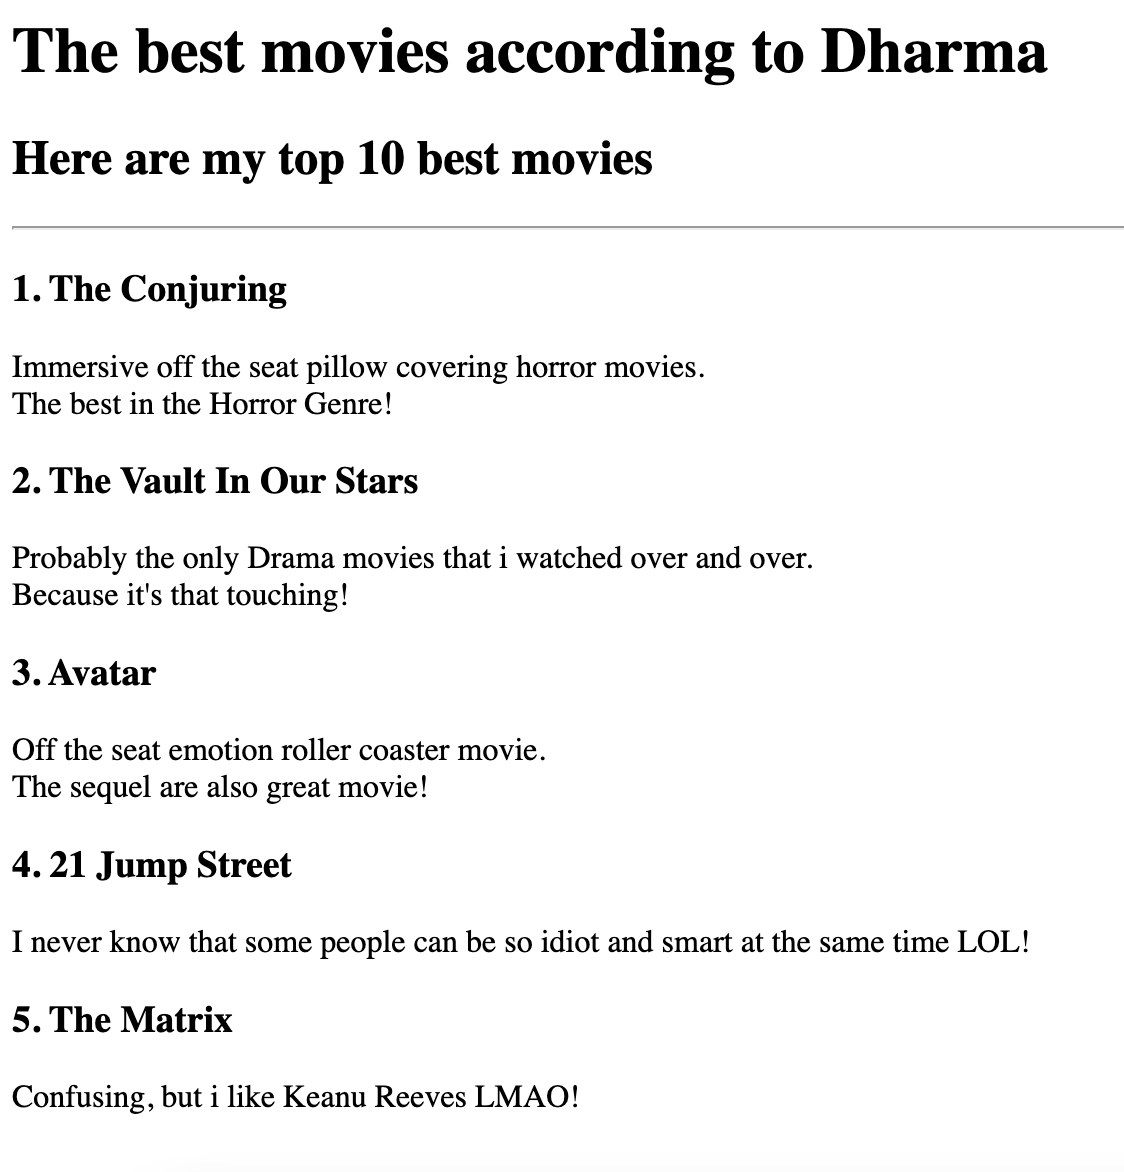 The best movies according to Dharma
Here are my top 10 best movies
1. The Conjuring
Immersive off the seat pillow covering horror movies.
The best in the Horror Genre!
2. The Vault In Our Stars
Probably the only Drama movies that i watched over and over.
Because it's that touching!
3. Avatar
Off the seat emotion roller coaster movie.
The sequel are also great movie!
4. 21 Jump Street
I never know that some people can be so idiot and smart at the same time LOL!
5. The Matrix
Confusing, but i like Keanu Reeves LMAO!